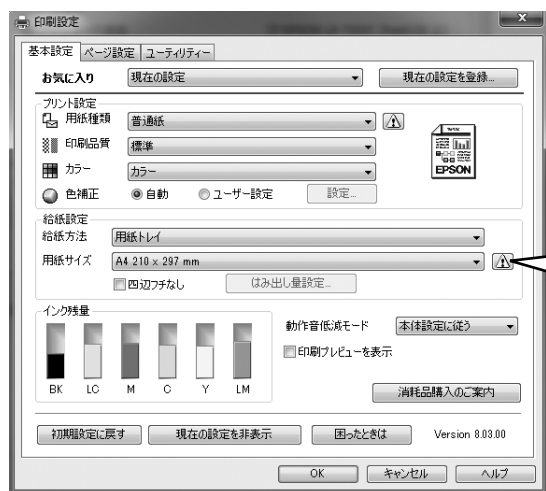 印刷設定
基本設定 ページ設定 ユーティリティー
お気に入り 現在の設定 現在の設定を登録...
プリント設定
用紙種類 普通紙
印刷品質 標準
カラー カラー
色補正 自動 ユーザー設定 設定...
EPSON
給紙設定
給紙方法 用紙トレイ
用紙サイズ A4 210 x 297 mm
四辺フチなし はみ出し量設定...
インク残量
BK LC M C Y LM
動作音低減モード 本体設定に従う
印刷プレビューを表示
消耗品購入のご案内
初期設定に戻す 現在の設定を非表示 困ったときは Version 8.03.00
OK キャンセル ヘルプ